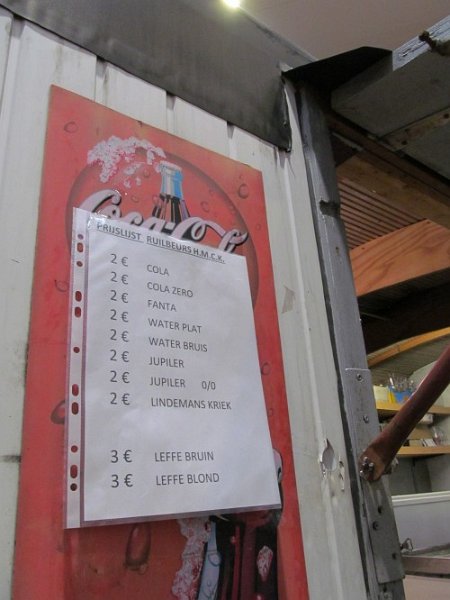 Coca-Cola
PRIJSLIJST RUILBEURS H.M.C.K.
2 € COLA
2 € COLA ZERO
2 € FANTA
2 € WATER PLAT
2 € WATER BRUIS
2 € JUPILER
2 € JUPILER 0/0
2 € LINDEMANS KRIEK
3 € LEFFE BRUIN
3 € LEFFE BLOND